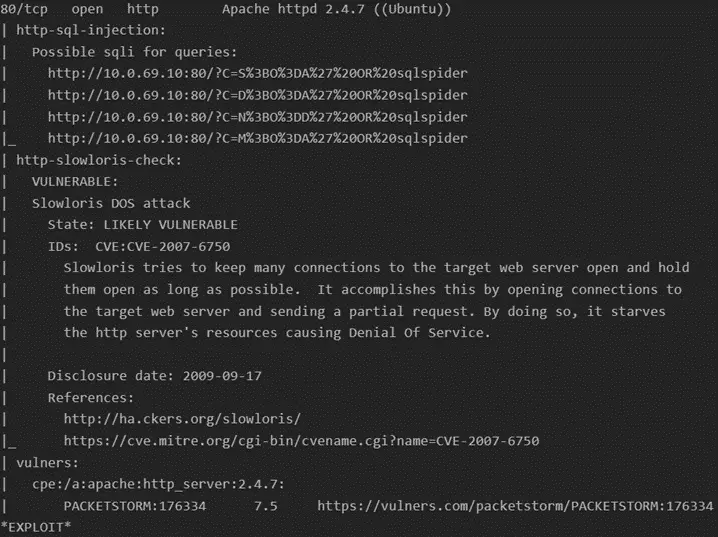 80/tcp   open   http        Apache httpd 2.4.7 ((Ubuntu))
| http-sql-injection:
|   Possible sqli for queries:
|     http://10.0.69.10:80/?C=S%3BO%3DA%27%20OR%20sqlspider
|     http://10.0.69.10:80/?C=D%3BO%3DA%27%20OR%20sqlspider
|     http://10.0.69.10:80/?C=N%3BO%3DD%27%20OR%20sqlspider
|_    http://10.0.69.10:80/?C=M%3BO%3DA%27%20OR%20sqlspider
| http-slowloris-check:
|   VULNERABLE:
|   Slowloris DOS attack
|     State: LIKELY VULNERABLE
|     IDs:  CVE:CVE-2007-6750
|       Slowloris tries to keep many connections to the target web server open and hold
|       them open as long as possible.  It accomplishes this by opening connections to
|       the target web server and sending a partial request. By doing so, it starves
|       the http server's resources causing Denial Of Service.
|
|     Disclosure date: 2009-09-17
|     References:
|       http://ha.ckers.org/slowloris/
|_      https://cve.mitre.org/cgi-bin/cvename.cgi?name=CVE-2007-6750
| vulners:
|   cpe:/a:apache:http_server:2.4.7:
|       PACKETSTORM:176334      7.5     https://vulners.com/packetstorm/PACKETSTORM:176334
*EXPLOIT*